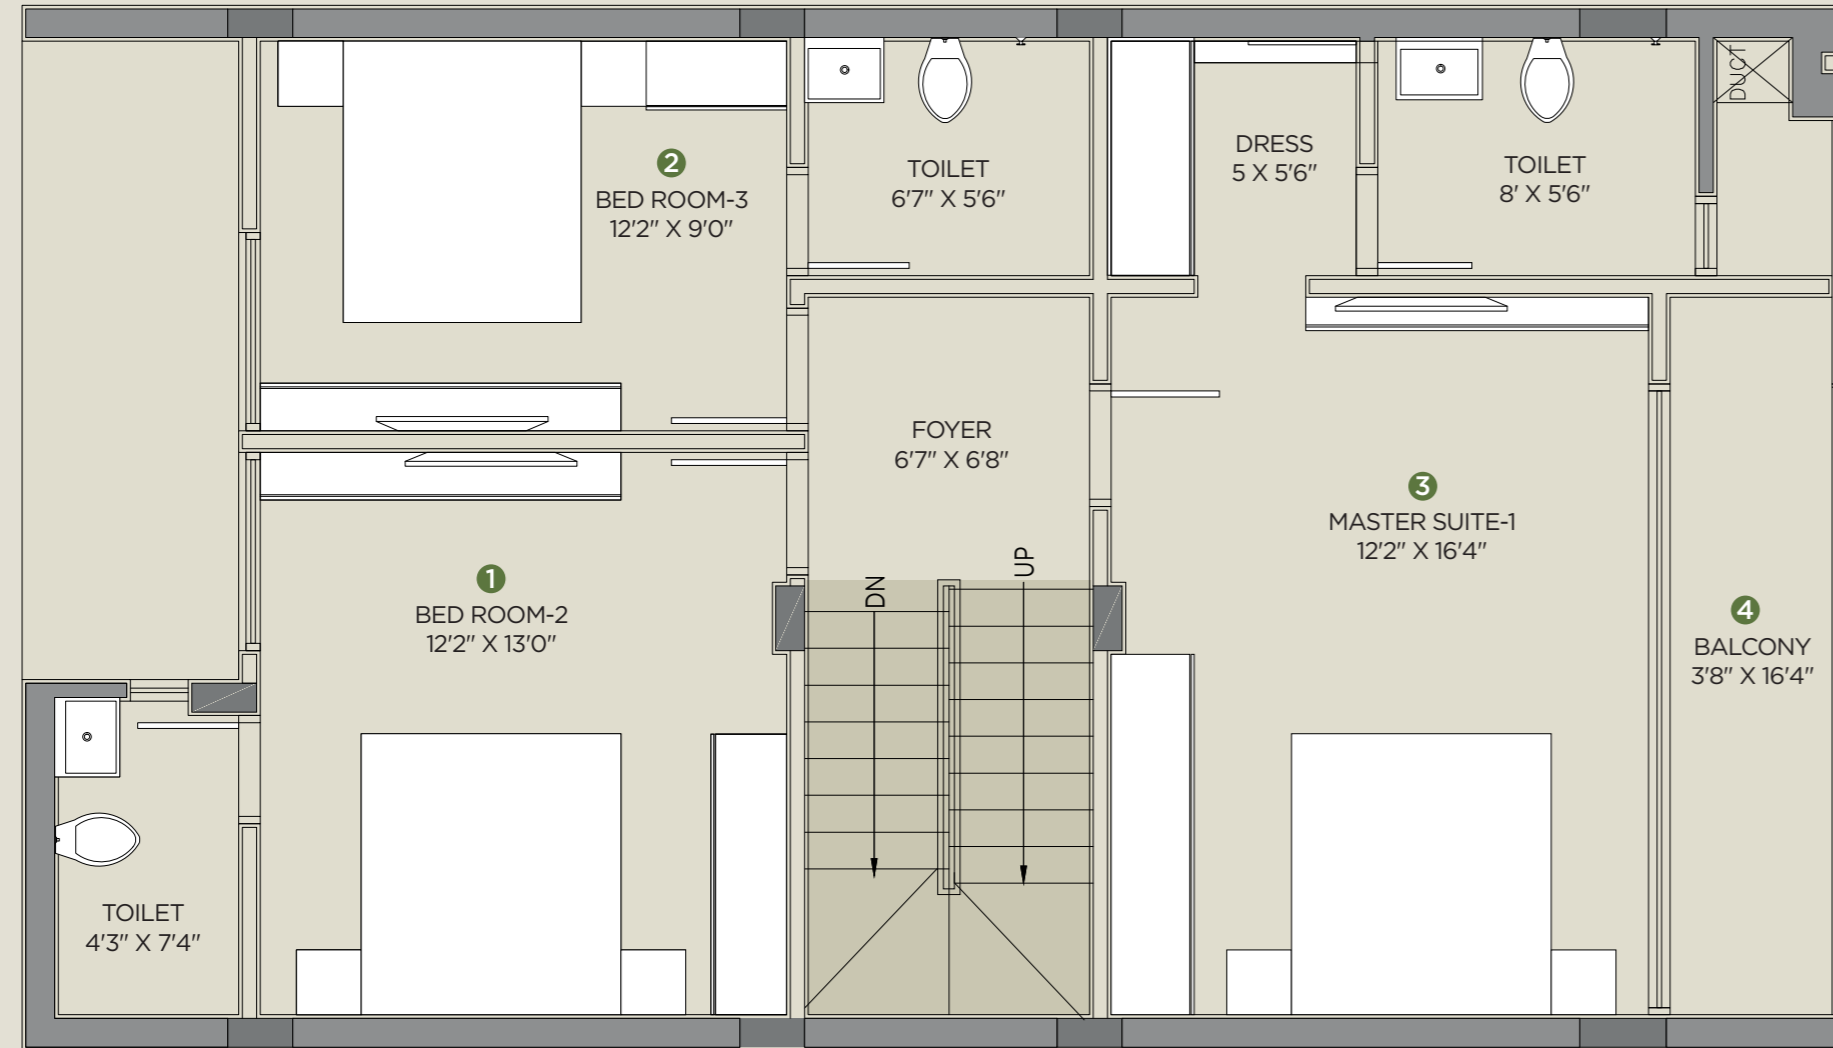 2
BED ROOM-3
12'2" X 9'0"
TOILET
6'7" X 5'6"
DRESS
5 X 5'6"
TOILET
8' X 5'6"
DUCT
FOYER
6'7" X 6'8"
3
MASTER SUITE-1
12'2" X 16'4"
1
BED ROOM-2
12'2" X 13'0"
DN
UP
4
BALCONY
3'8" X 16'4"
TOILET
4'3" X 7'4"